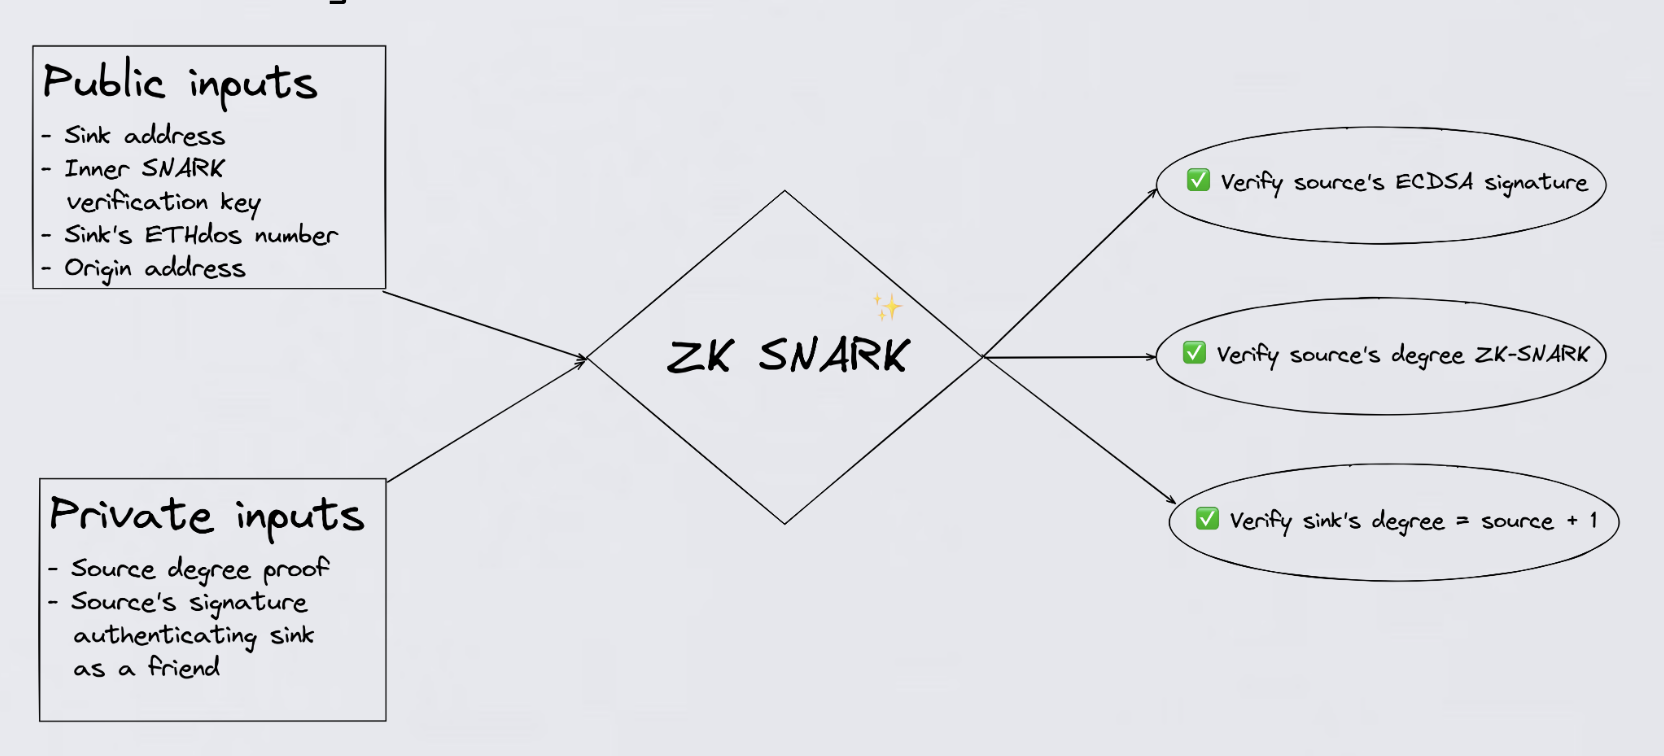 Public inputs
- Sink address
- Inner SNARK
verification key
- Sink's ETHdos number
- Origin address
Private inputs
- Source degree proof
- Source's signature
authenticating sink
as a friend
ZK SNARK
✅ Verify source's ECDSA signature
✅ Verify source's degree ZK-SNARK
✅ Verify sink's degree = source + 1